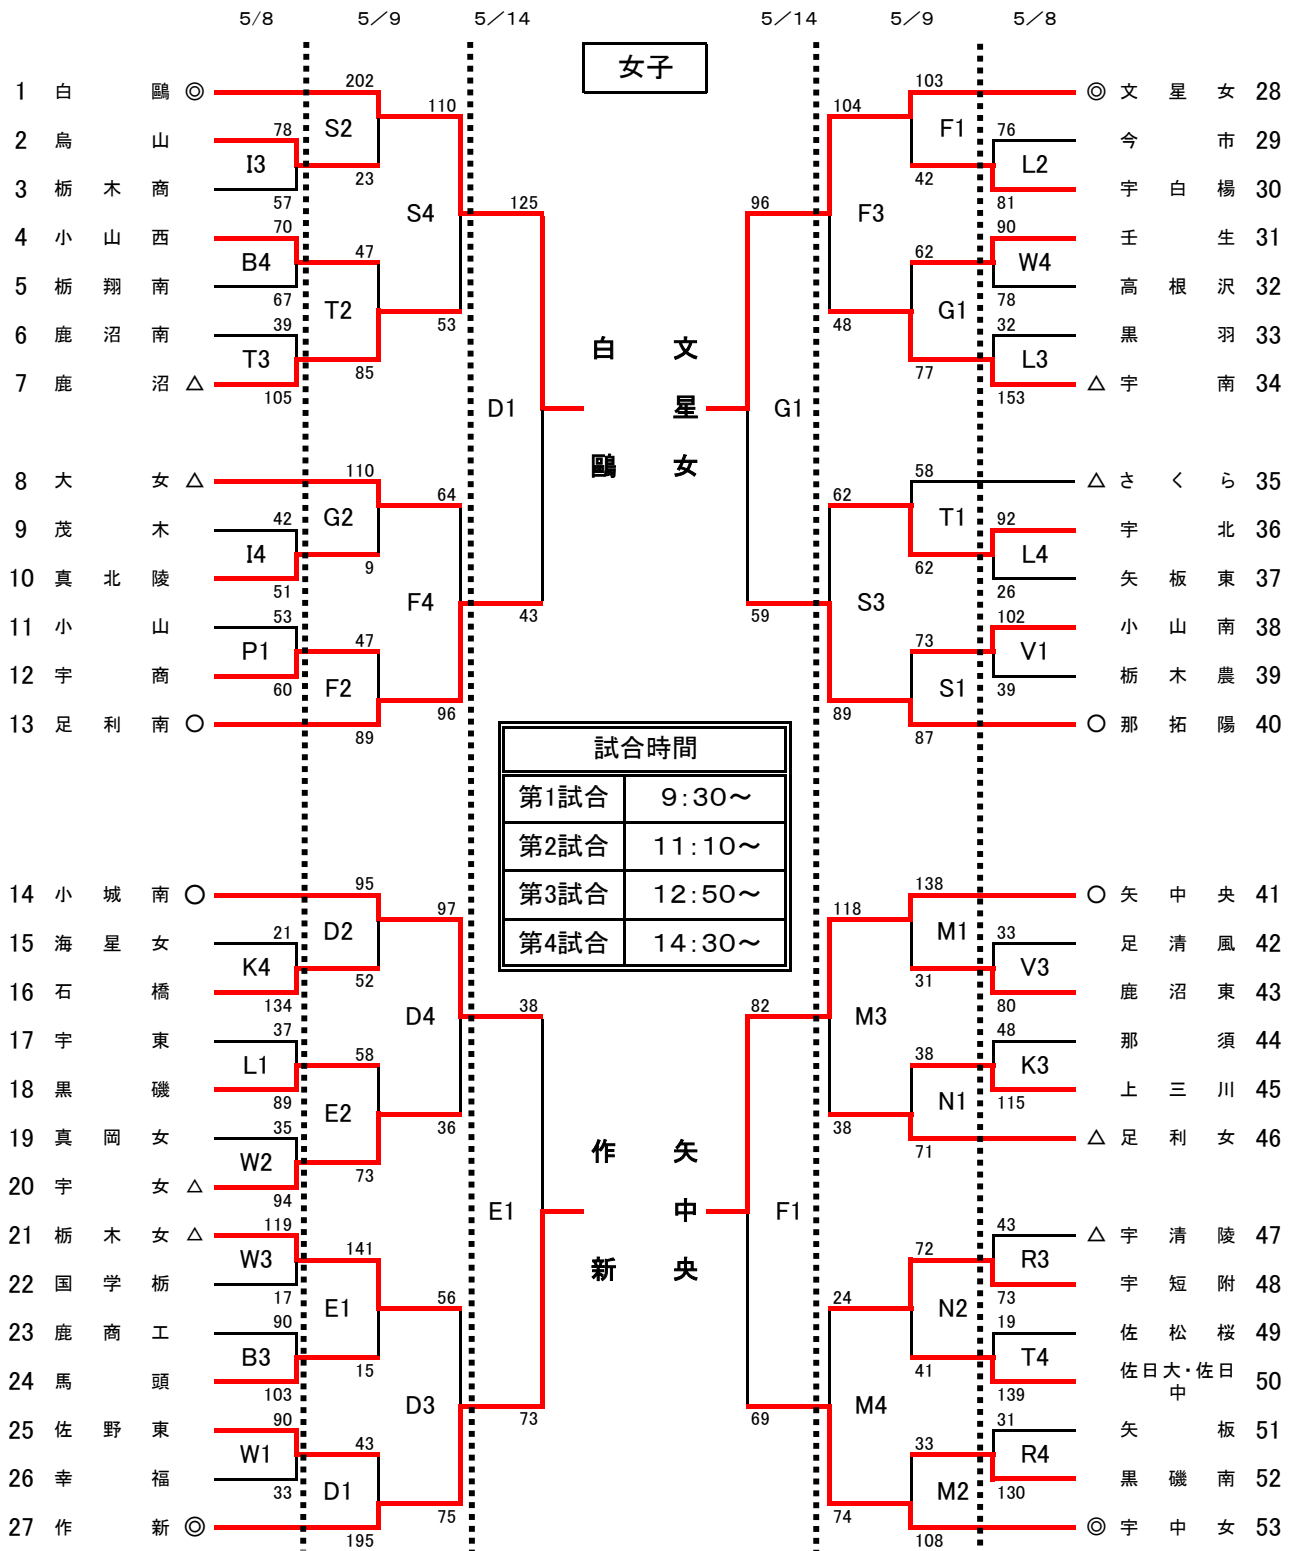 5/8 5／9 5／14 5／14 5／9 5／8
女子
1 白鷗 ◎
2 烏山
3 栃木商
4 小山西
5 栃翔南
6 鹿沼南
7 鹿沼 △
8 大女 △
9 茂木
10 真北陵
11 小山
12 宇商
13 足利南 ○
14 小城南 ○
15 海星女
16 石橋
17 宇東
18 黒磯
19 真岡女
20 宇女 △
21 栃木女 △
22 国学栃
23 鹿商工
24 馬頭
25 佐野東
26 幸福
27 作新 ◎
78
I3
57
70
B4
67
39
T3
105
42
I4
51
53
P1
60
21
K4
134
37
L1
89
35
W2
94
119
W3
17
90
B3
103
90
W1
33
202
S2
23
47
T2
85
110
G2
9
47
F2
89
95
D2
52
58
E2
73
141
E1
15
43
D1
195
110
S4
53
64
F4
96
97
D4
36
56
D3
75
125
D1
43
38
E1
73
白鷗
文星女
作新
矢中央
試合時間
第1試合 9:30～
第2試合 11:10～
第3試合 12:50～
第4試合 14:30～
96
G1
59
82
F1
69
104
F3
48
62
S3
89
118
M3
38
24
M4
74
103
F1
42
62
G1
77
58
T1
62
73
S1
87
138
M1
31
38
N1
71
72
N2
41
33
M2
108
76
L2
81
90
W4
78
32
L3
153
92
L4
26
102
V1
39
33
V3
80
48
K3
115
43
R3
73
19
T4
139
31
R4
130
◎ 文星女 28
今市 29
宇白楊 30
壬生 31
高根沢 32
黒羽 33
△ 宇南 34
△ さくら 35
宇北 36
矢板東 37
小山南 38
栃木農 39
○ 那拓陽 40
○ 矢中央 41
足清風 42
鹿沼東 43
那須 44
上三川 45
△ 足利女 46
△ 宇清陵 47
宇短附 48
佐松桜 49
佐日大・佐日中 50
矢板 51
黒磯南 52
◎ 宇中女 53